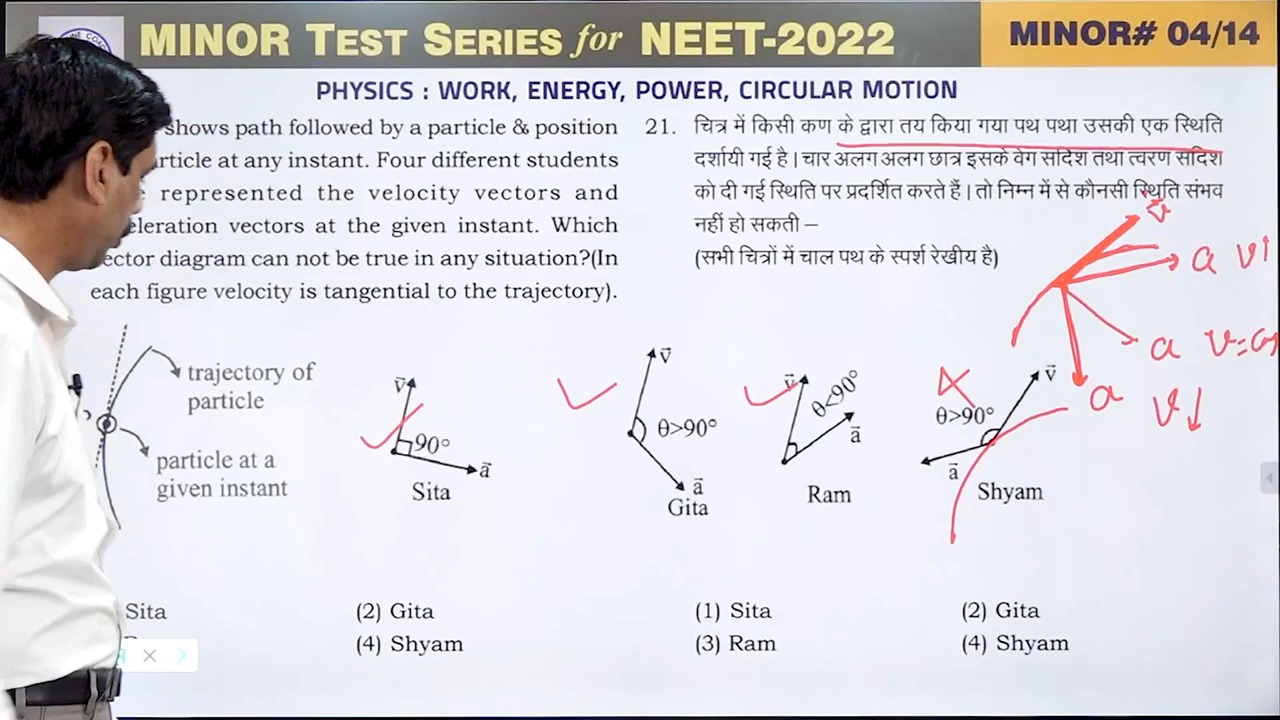 MINOR TEST SERIES for NEET-2022
MINOR# 04/14
PHYSICS : WORK, ENERGY, POWER, CIRCULAR MOTION
shows path followed by a particle & position
article at any instant. Four different students
represented the velocity vectors and
eleration vectors at the given instant. Which
ector diagram can not be true in any situation?(In
each figure velocity is tangential to the trajectory).
21. चित्र में किसी कण के द्वारा तय किया गया पथ पथा उसकी एक स्थिति
दर्शायी गई है। चार अलग अलग छात्र इसके वेग सदिश तथा त्वरण सदिश
को दी गई स्थिति पर प्रदर्शित करते हैं। तो निम्न में से कौनसी स्थिति संभव
नहीं हो सकती –
(सभी चित्रों में चाल पथ के स्पर्श रेखीय है)
v
a v↑
a
a v↓
trajectory of
particle
particle at a
given instant
v⃗
90°
a⃗
Sita
v⃗
θ>90°
a⃗
Gita
v⃗
θ<90°
a⃗
Ram
v⃗
θ>90°
a⃗
Shyam
Sita
(2) Gita
(4) Shyam
(1) Sita
(2) Gita
(3) Ram
(4) Shyam